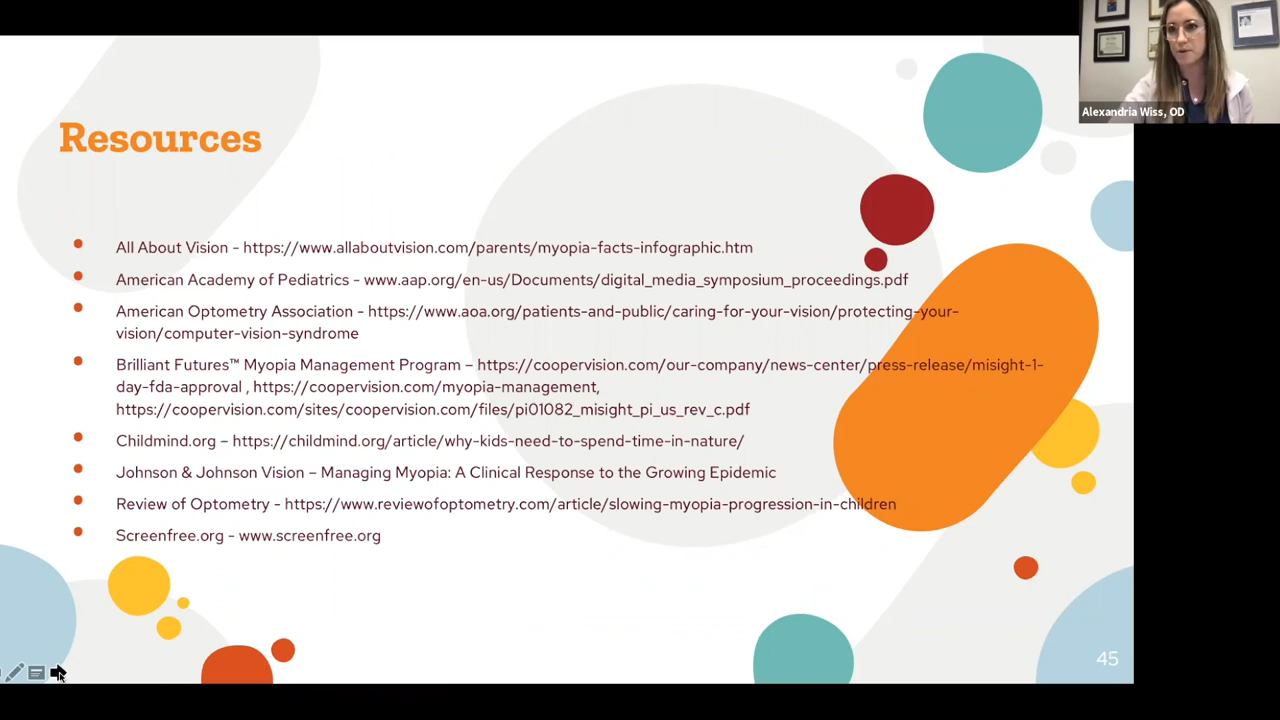 Alexandria Wiss, OD
Resources
All About Vision - https://www.allaboutvision.com/parents/myopia-facts-infographic.htm
American Academy of Pediatrics - www.aap.org/en-us/Documents/digital_media_symposium_proceedings.pdf
American Optometry Association - https://www.aoa.org/patients-and-public/caring-for-your-vision/protecting-your-
vision/computer-vision-syndrome
Brilliant Futures™ Myopia Management Program – https://coopervision.com/our-company/news-center/press-release/misight-1-
day-fda-approval , https://coopervision.com/myopia-management,
https://coopervision.com/sites/coopervision.com/files/pi01082_misight_pi_us_rev_c.pdf
Childmind.org – https://childmind.org/article/why-kids-need-to-spend-time-in-nature/
Johnson & Johnson Vision – Managing Myopia: A Clinical Response to the Growing Epidemic
Review of Optometry - https://www.reviewofoptometry.com/article/slowing-myopia-progression-in-children
Screenfree.org - www.screenfree.org
45